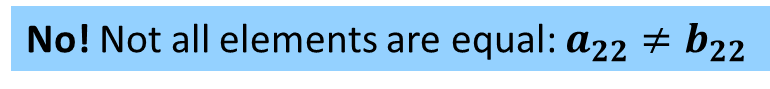 No! Not all elements are equal: a₂₂ ≠ b₂₂